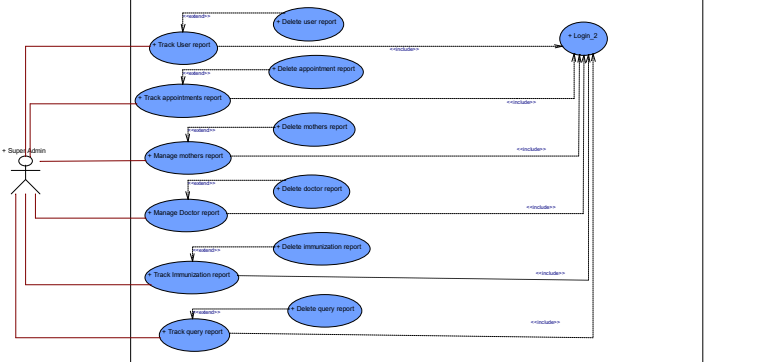 <<extend>>
+ Delete user report
+ Login_2
+ Track User report
<<include>>
+ Delete appointment report
<<extend>>
+ Track appointments report
<<include>>
+ Delete mothers report
<<extend>>
+ Super Admin
+ Manage mothers report
<<include>>
<<extend>>
+ Delete doctor report
+ Manage Doctor report
<<include>>
+ Delete immunization report
<<extend>>
+ Track Immunization report
<<include>>
+ Delete query report
<<extend>>
+ Track query report
<<include>>